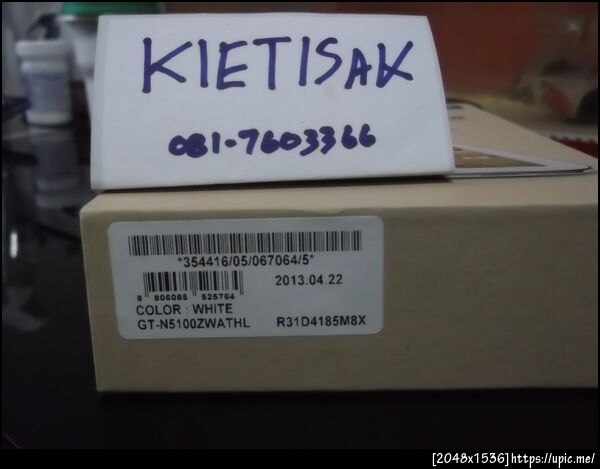 KIETISAK
081-7603366
*354416/05/067064/5*
2013.04.22
8 806085 525764
COLOR : WHITE
GT-N5100ZWATHL R31D4185M8X
[2048x1536]https://upic.me/